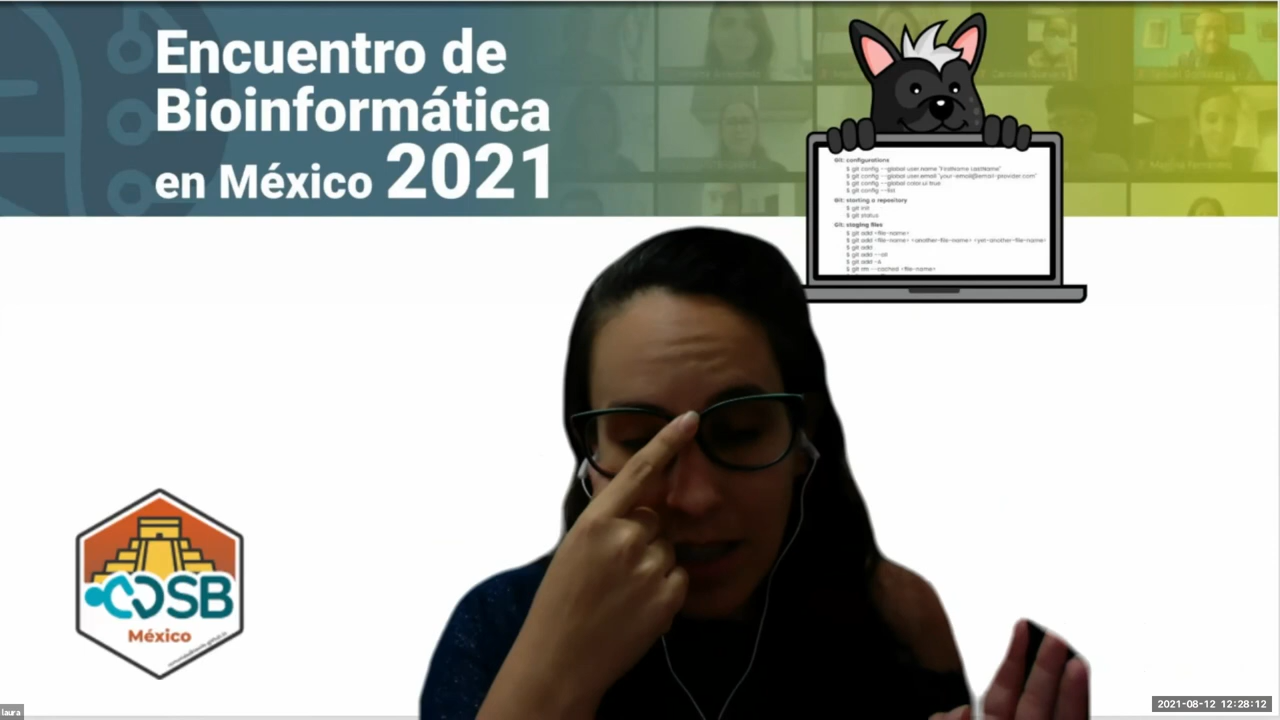 Encuentro de
Bioinformática
en México 2021
Git: configurations
$ git config --global user.name "FirstName LastName"
$ git config --global user.email "your-email@email-provider.com"
$ git config --global color.ui true
$ git config --list
Git: starting a repository
$ git init
$ git status
Git: staging files
$ git add <file-name>
$ git add <file-name> <another-file-name> <yet-another-file-name>
$ git add
$ git add --all
$ git add -A
$ git rm --cached <file-name>
CDSB
México
laura
2021-08-12 12:28:12